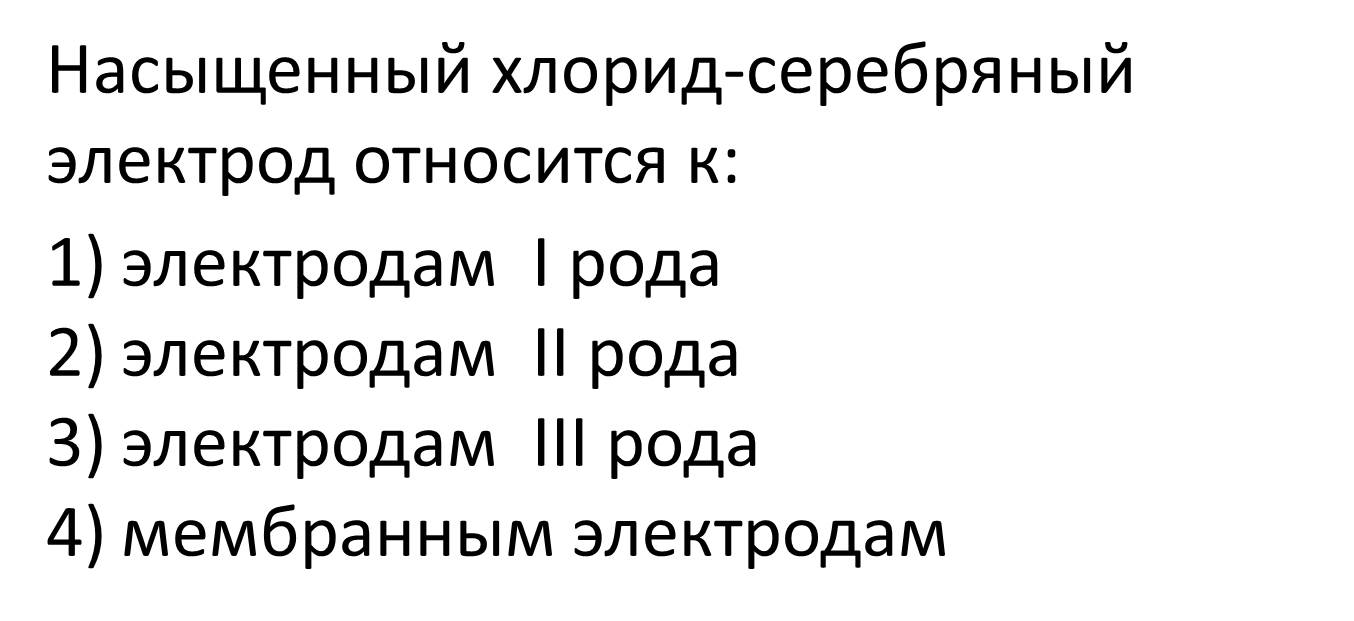 Насыщенный хлорид-серебряный
электрод относится к:
1) электродам I рода
2) электродам II рода
3) электродам III рода
4) мембранным электродам